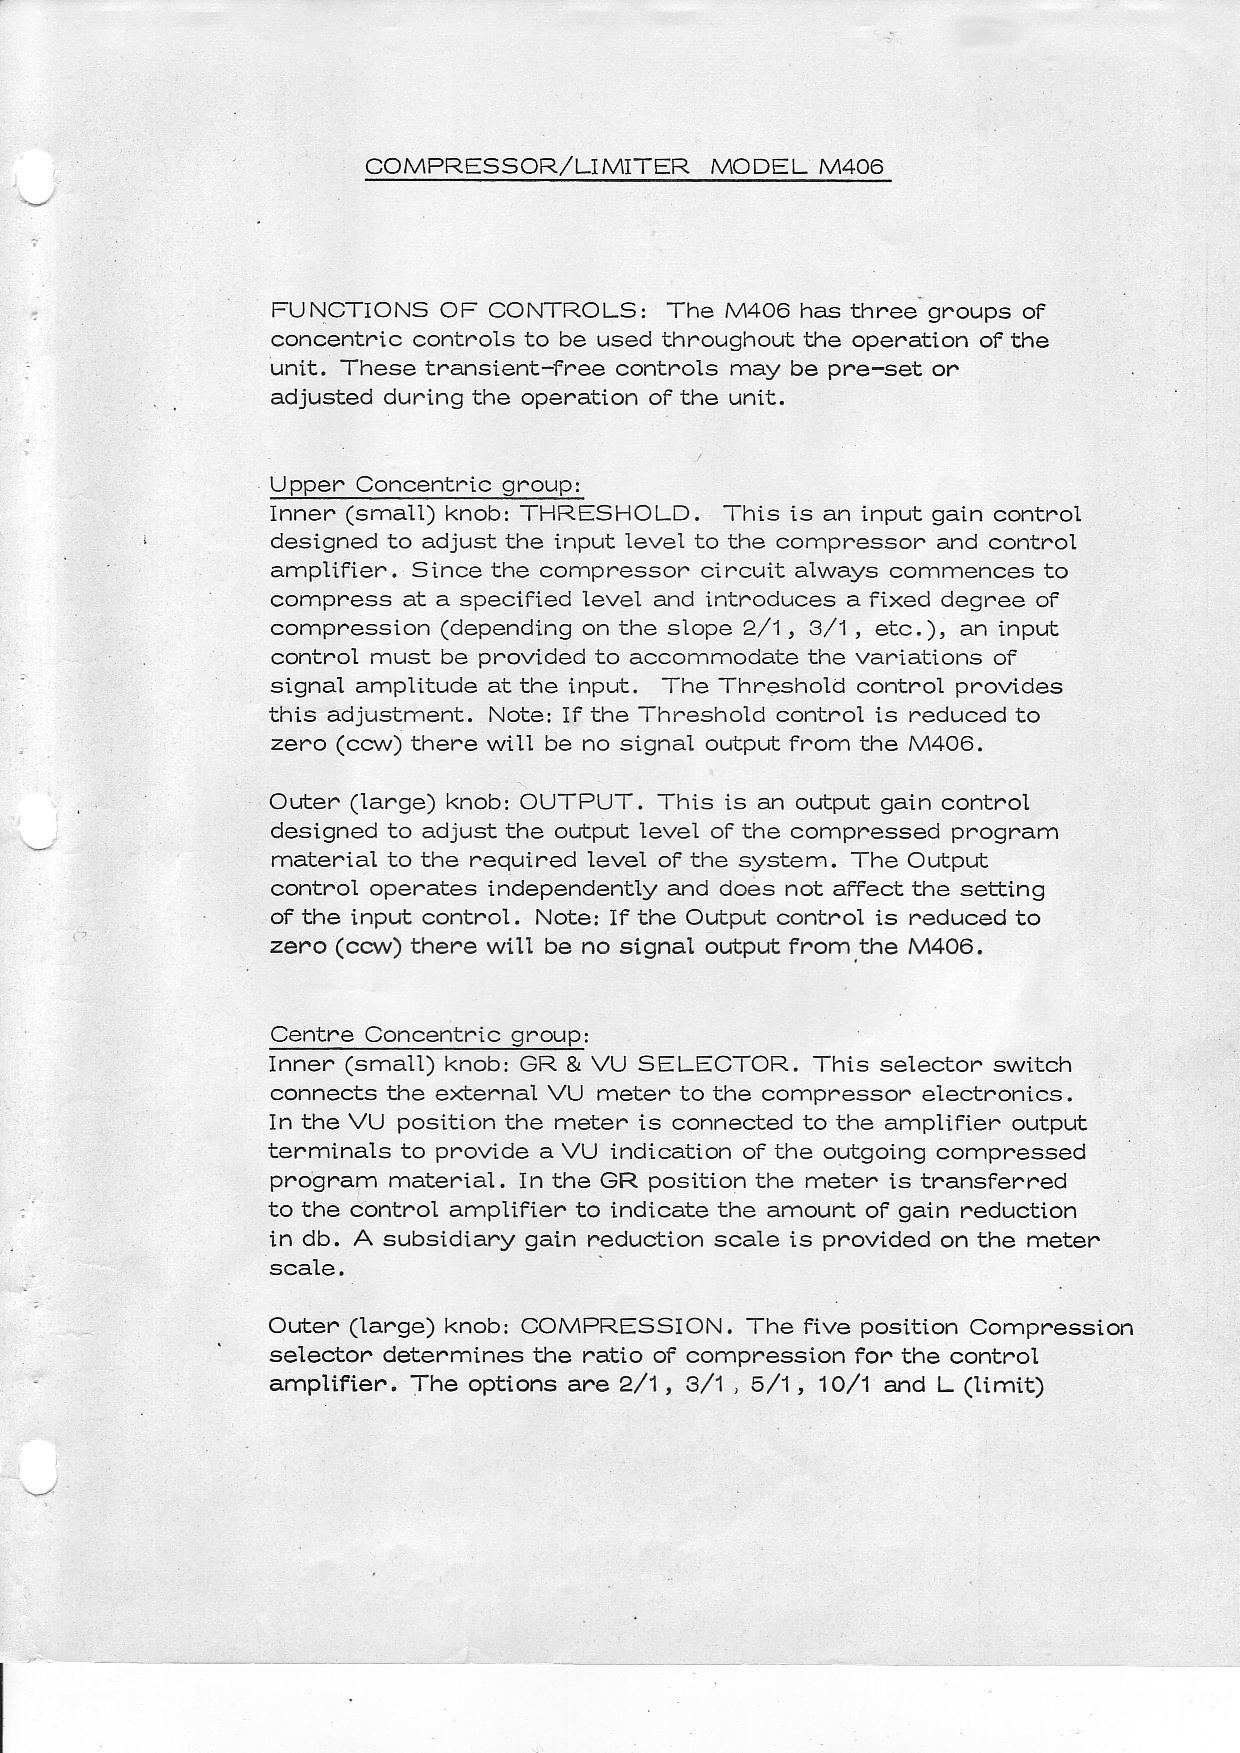 COMPRESSOR/LIMITER MODEL M406
FUNCTIONS OF CONTROLS: The M406 has three groups of
concentric controls to be used throughout the operation of the
unit. These transient-free controls may be pre-set or
adjusted during the operation of the unit.
Upper Concentric group:
Inner (small) knob: THRESHOLD. This is an input gain control
designed to adjust the input level to the compressor and control
amplifier. Since the compressor circuit always commences to
compress at a specified level and introduces a fixed degree of
compression (depending on the slope 2/1, 3/1, etc.), an input
control must be provided to accommodate the variations of
signal amplitude at the input. The Threshold control provides
this adjustment. Note: If the Threshold control is reduced to
zero (ccw) there will be no signal output from the M406.
Outer (large) knob: OUTPUT. This is an output gain control
designed to adjust the output level of the compressed program
material to the required level of the system. The Output
control operates independently and does not affect the setting
of the input control. Note: If the Output control is reduced to
zero (ccw) there will be no signal output from the M406.
Centre Concentric group:
Inner (small) knob: GR & VU SELECTOR. This selector switch
connects the external VU meter to the compressor electronics.
In the VU position the meter is connected to the amplifier output
terminals to provide a VU indication of the outgoing compressed
program material. In the GR position the meter is transferred
to the control amplifier to indicate the amount of gain reduction
in db. A subsidiary gain reduction scale is provided on the meter
scale.
Outer (large) knob: COMPRESSION. The five position Compression
selector determines the ratio of compression for the control
amplifier. The options are 2/1, 3/1, 5/1, 10/1 and L (limit)